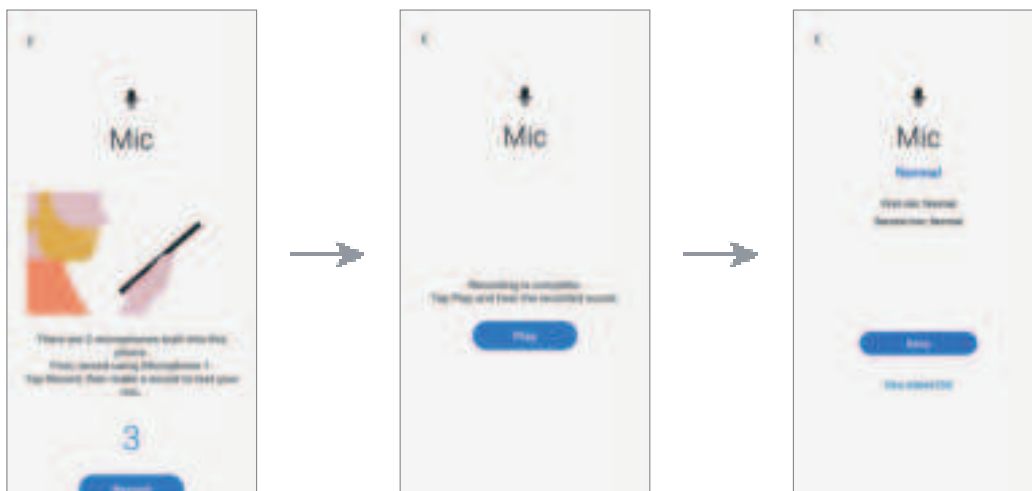 Mic
There are 2 microphones built into this
phone.
First, record using Microphone 1.
Tap Record, then make a sound to test your
mic.
3
Record
Mic
Recording is complete.
Tap Play and hear the recorded sound.
Play
Mic
Normal
First mic: Normal
Second mic: Normal
Retry